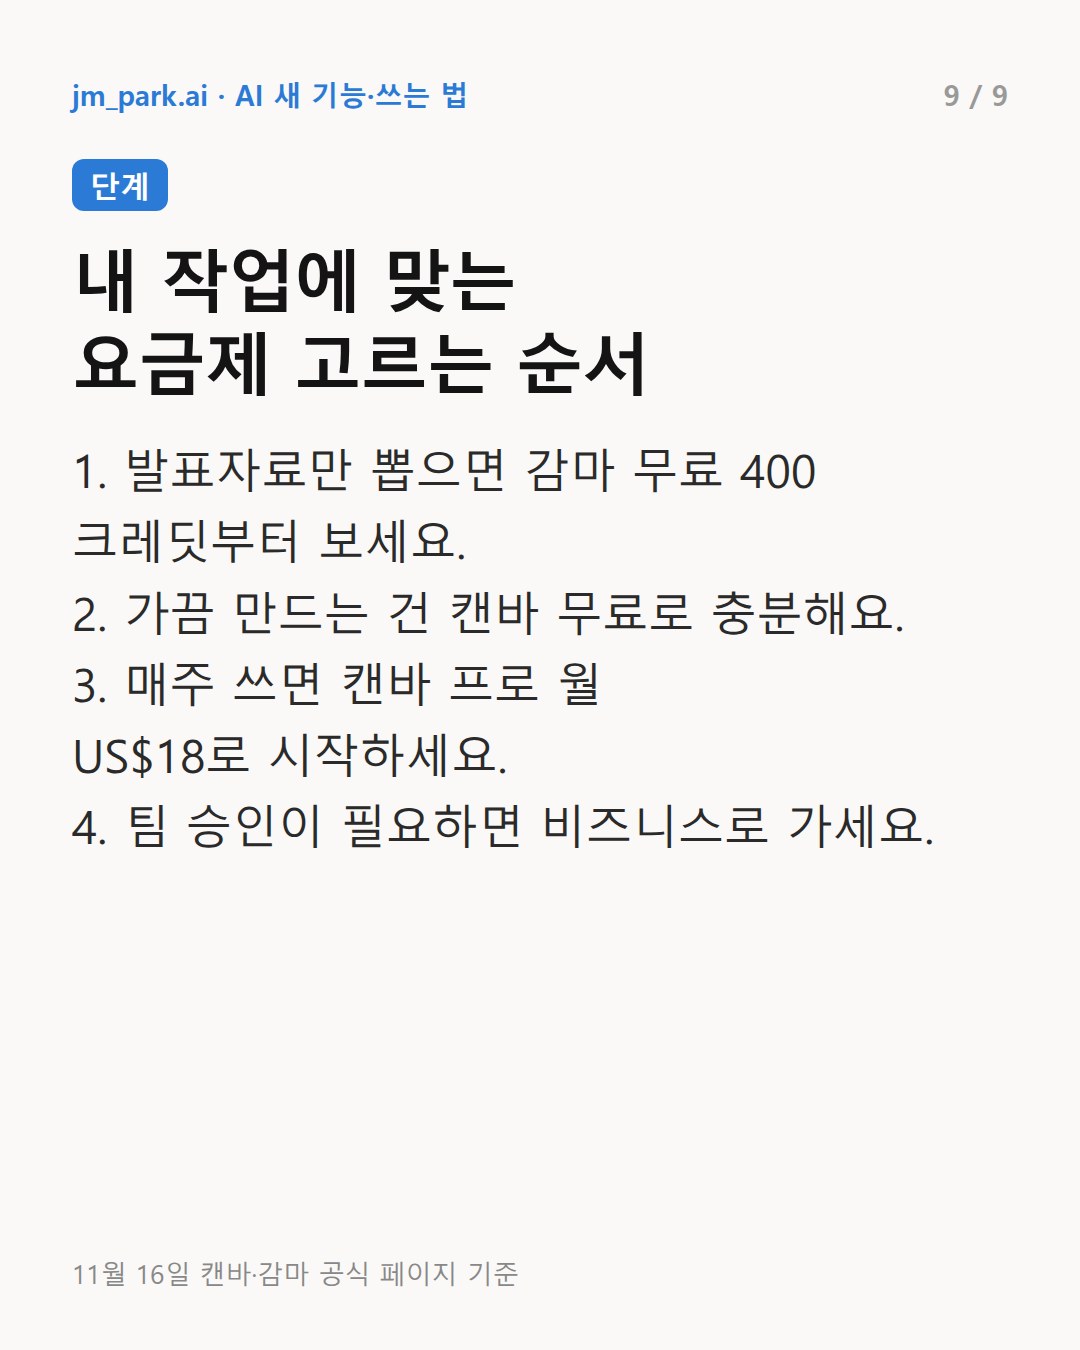 jm_park.ai · AI 새 기능·쓰는 법
9 / 9
단계
내 작업에 맞는
요금제 고르는 순서
1. 발표자료만 뽑으면 감마 무료 400
크레딧부터 보세요.
2. 가끔 만드는 건 캔바 무료로 충분해요.
3. 매주 쓰면 캔바 프로 월
US$18로 시작하세요.
4. 팀 승인이 필요하면 비즈니스로 가세요.
11월 16일 캔바·감마 공식 페이지 기준